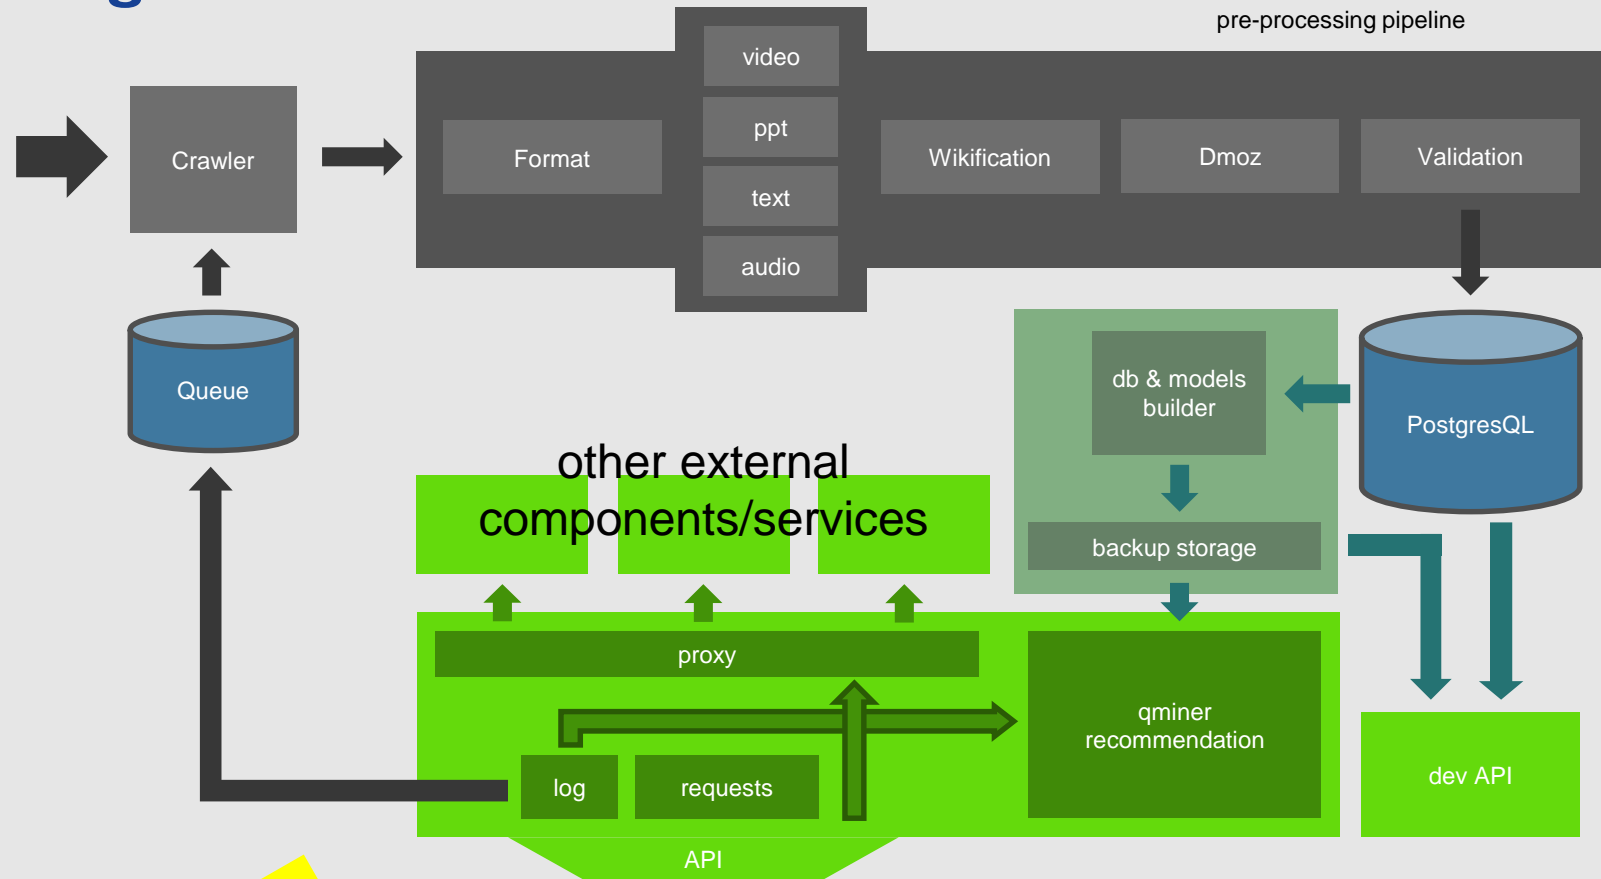 pre-processing pipeline
video
ppt
text
audio
Crawler
Format
Wikification
Dmoz
Validation
Queue
db & models
builder
PostgresQL
other external
components/services
backup storage
proxy
qminer
recommendation
log
requests
dev API
API